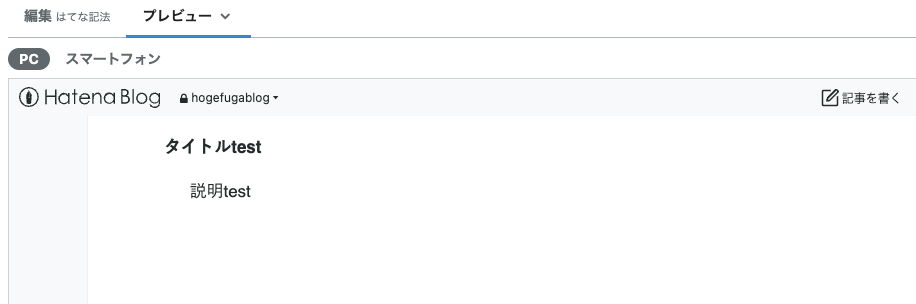 編集 はてな記法 プレビュー
PC スマートフォン
Hatena Blog hogefugablog 記事を書く
タイトルtest
説明test